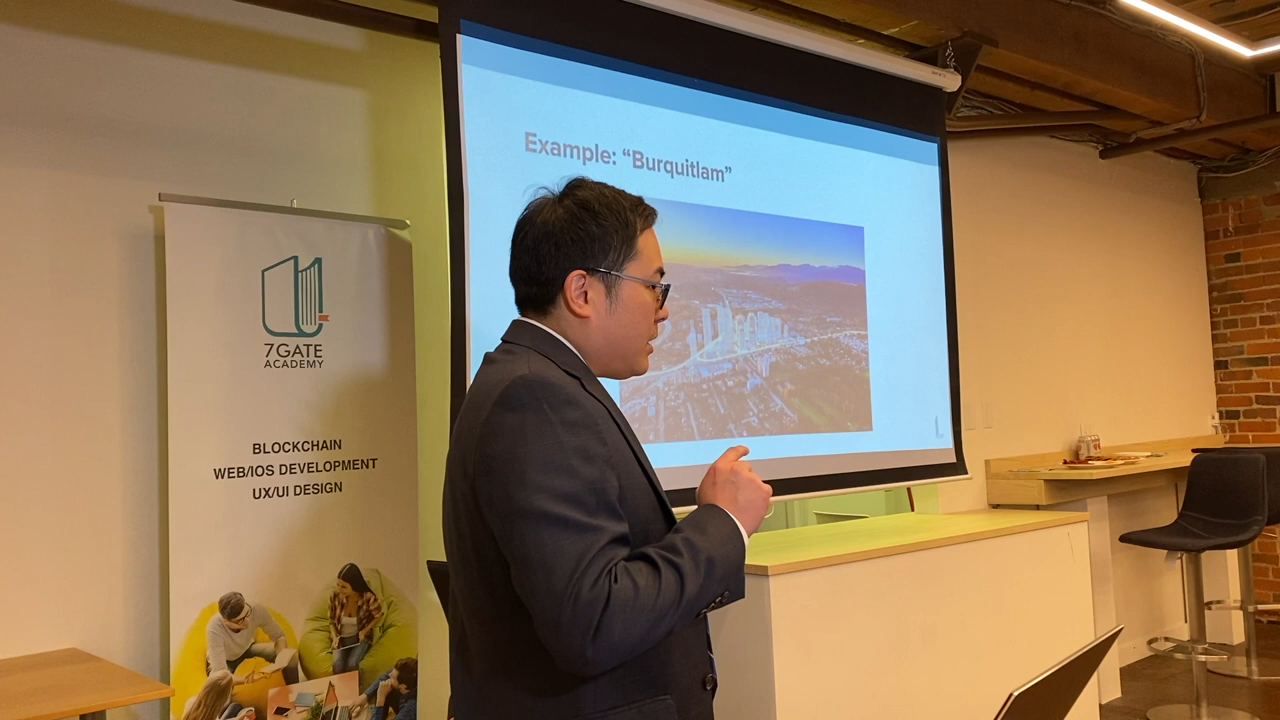 Example: “Burquitlam”
7GATE
ACADEMY
BLOCKCHAIN
WEB/IOS DEVELOPMENT
UX/UI DESIGN